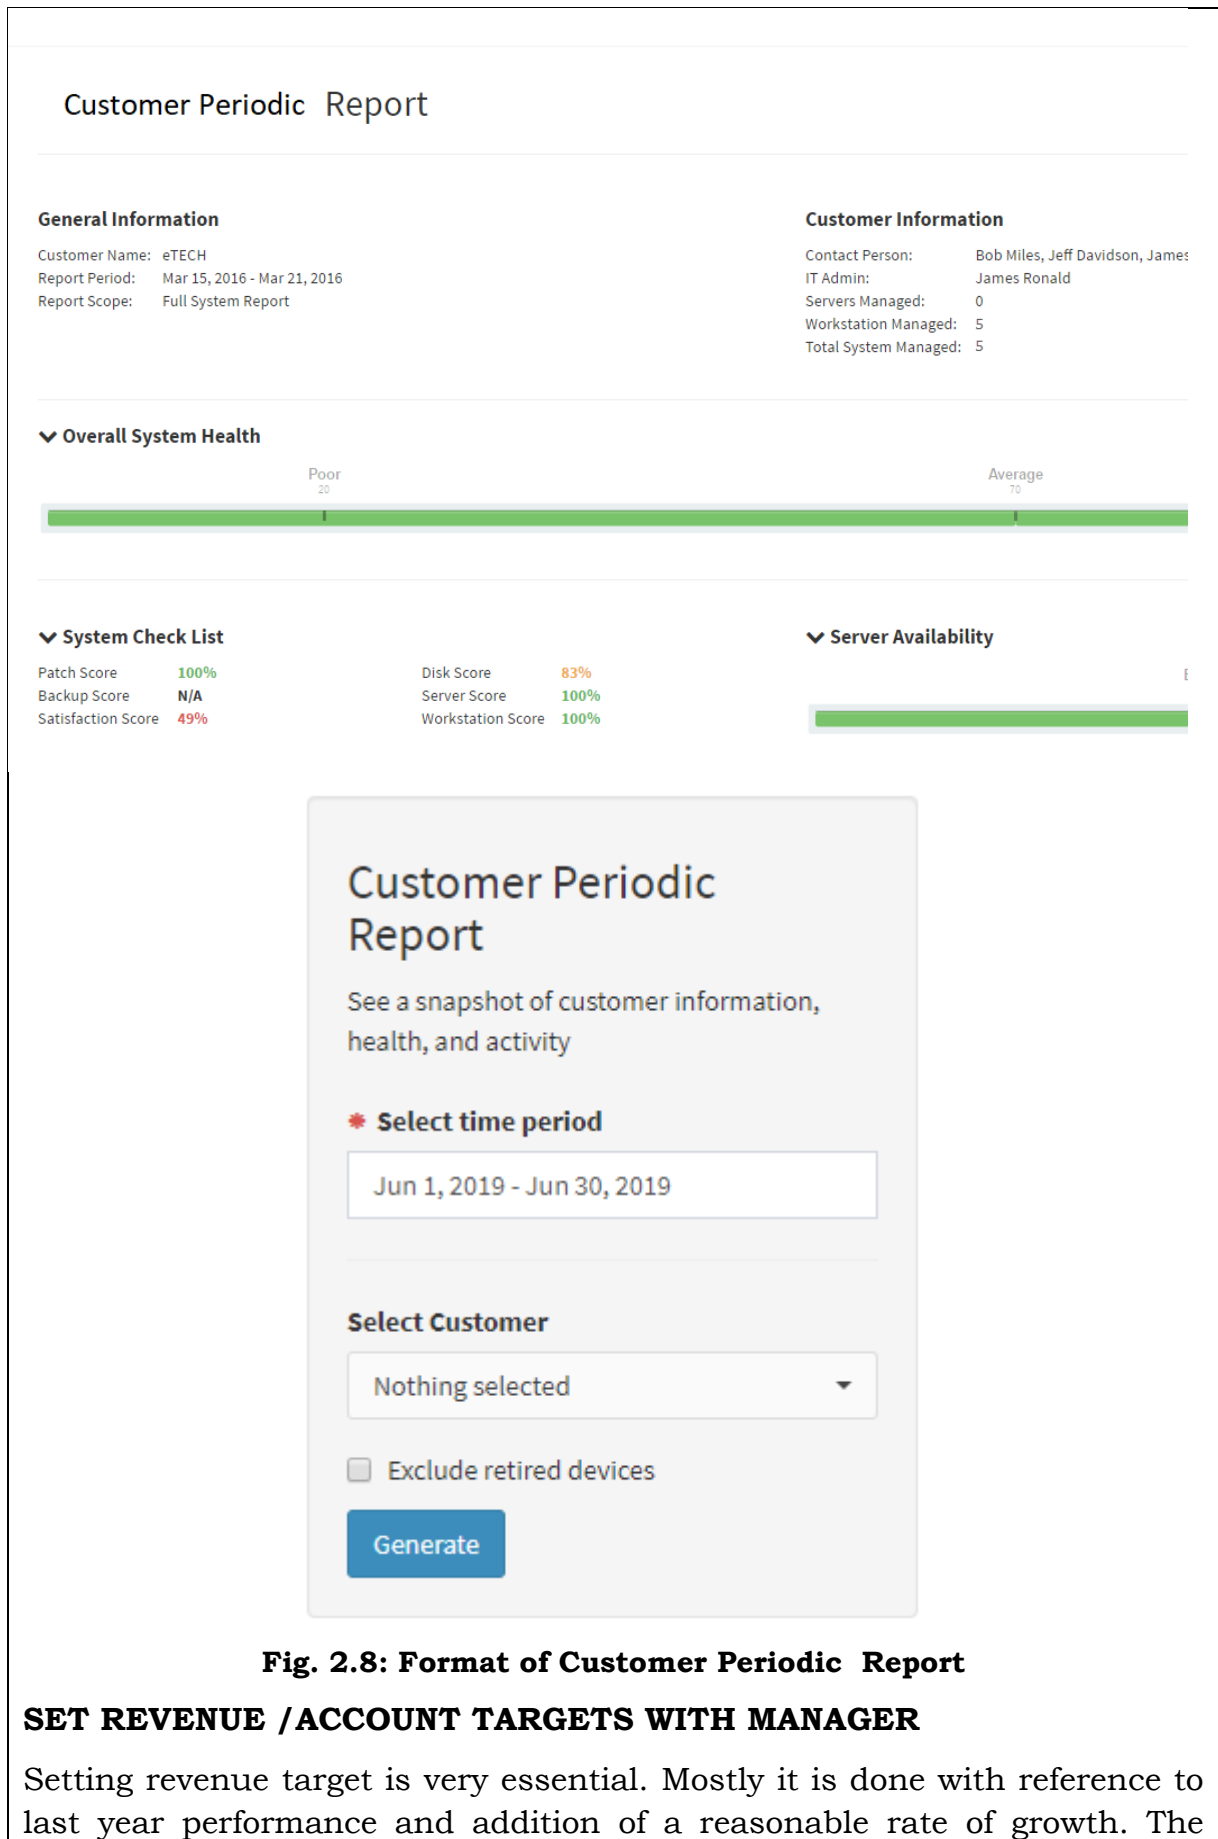 Customer Periodic Report
General Information
Customer Name: eTECH
Report Period: Mar 15, 2016 - Mar 21, 2016
Report Scope: Full System Report
Customer Information
Contact Person: Bob Miles, Jeff Davidson, James
IT Admin: James Ronald
Servers Managed: 0
Workstation Managed: 5
Total System Managed: 5
Overall System Health
Poor
20
Average
70
System Check List
Patch Score 100%
Backup Score N/A
Satisfaction Score 49%
Disk Score 83%
Server Score 100%
Workstation Score 100%
Server Availability
Customer Periodic
Report
See a snapshot of customer information,
health, and activity
* Select time period
Jun 1, 2019 - Jun 30, 2019
Select Customer
Nothing selected
Exclude retired devices
Generate
Fig. 2.8: Format of Customer Periodic Report
SET REVENUE /ACCOUNT TARGETS WITH MANAGER
Setting revenue target is very essential. Mostly it is done with reference to
last year performance and addition of a reasonable rate of growth. The